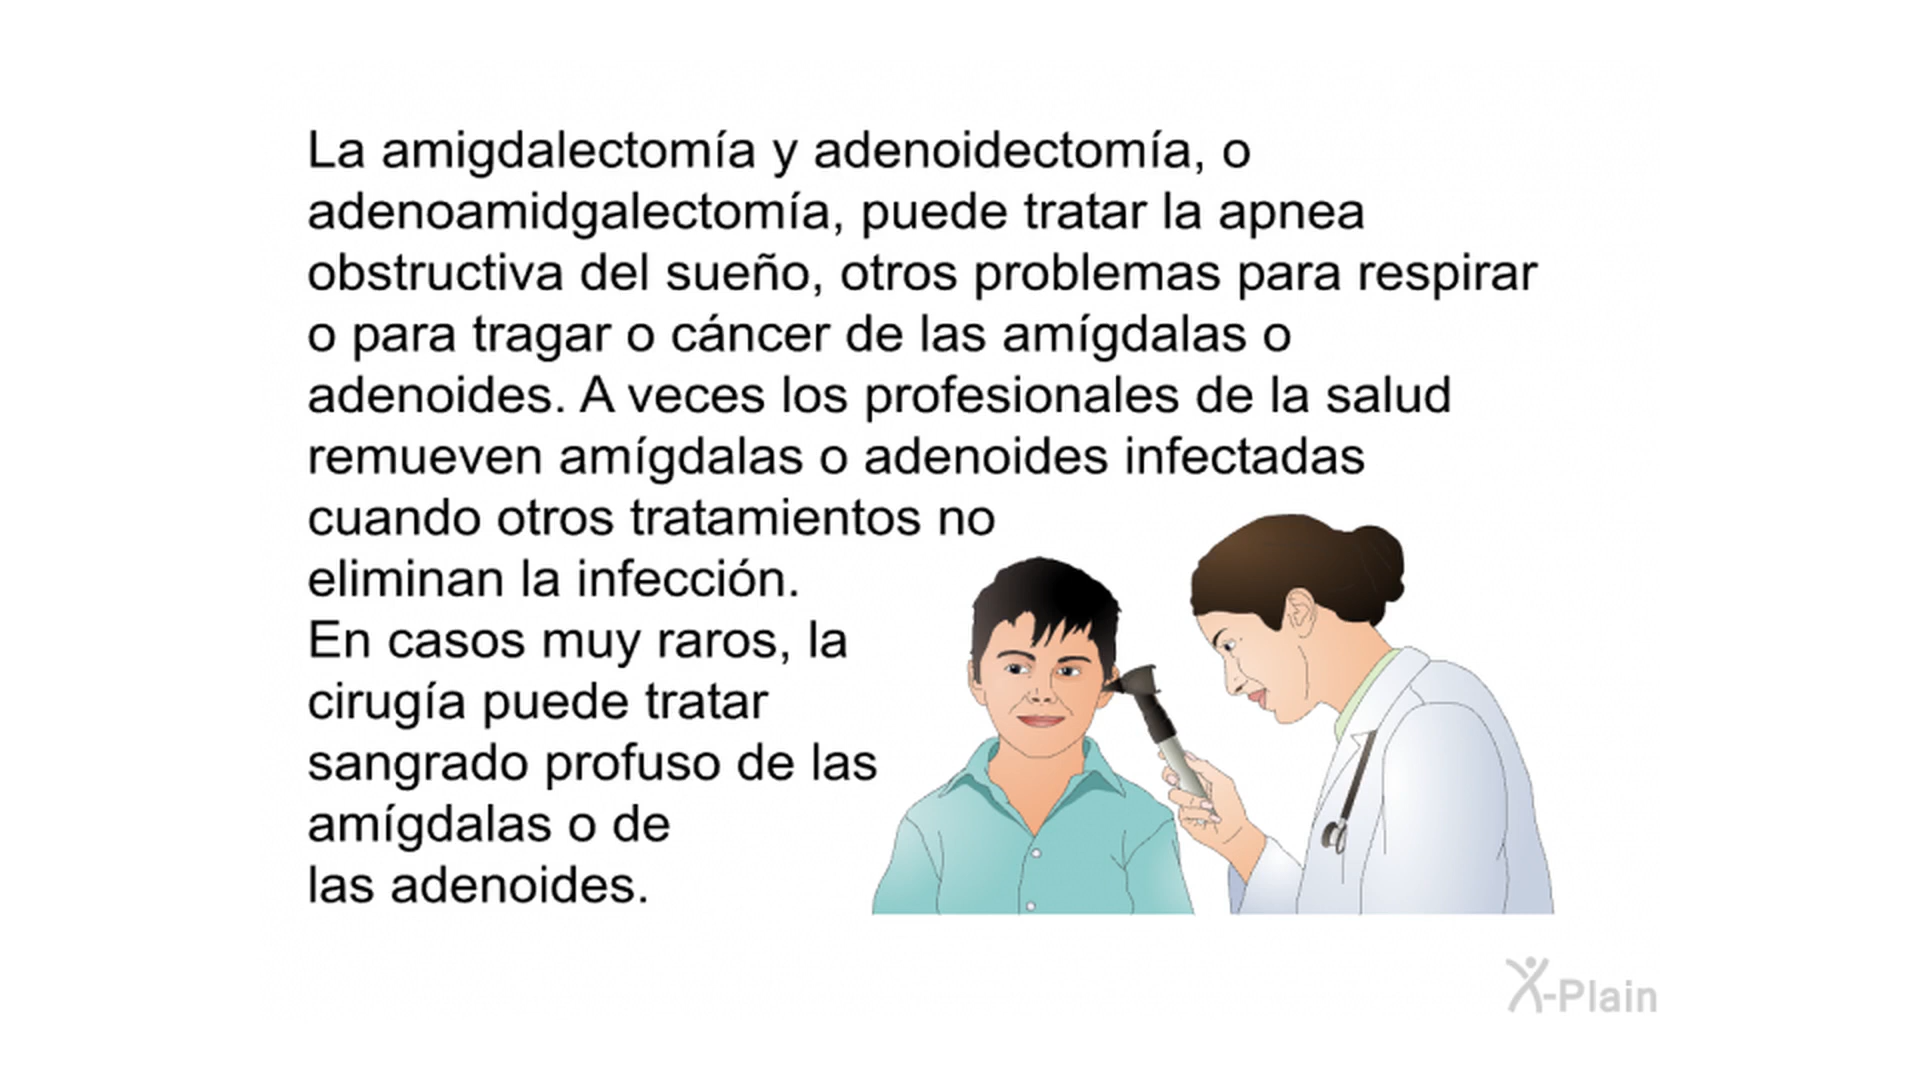 La amigdalectomía y adenoidectomía, o
adenoamidgalectomía, puede tratar la apnea
obstructiva del sueño, otros problemas para respirar
o para tragar o cáncer de las amígdalas o
adenoides. A veces los profesionales de la salud
remueven amígdalas o adenoides infectadas
cuando otros tratamientos no
eliminan la infección.
En casos muy raros, la
cirugía puede tratar
sangrado profuso de las
amígdalas o de
las adenoides.
X-Plain